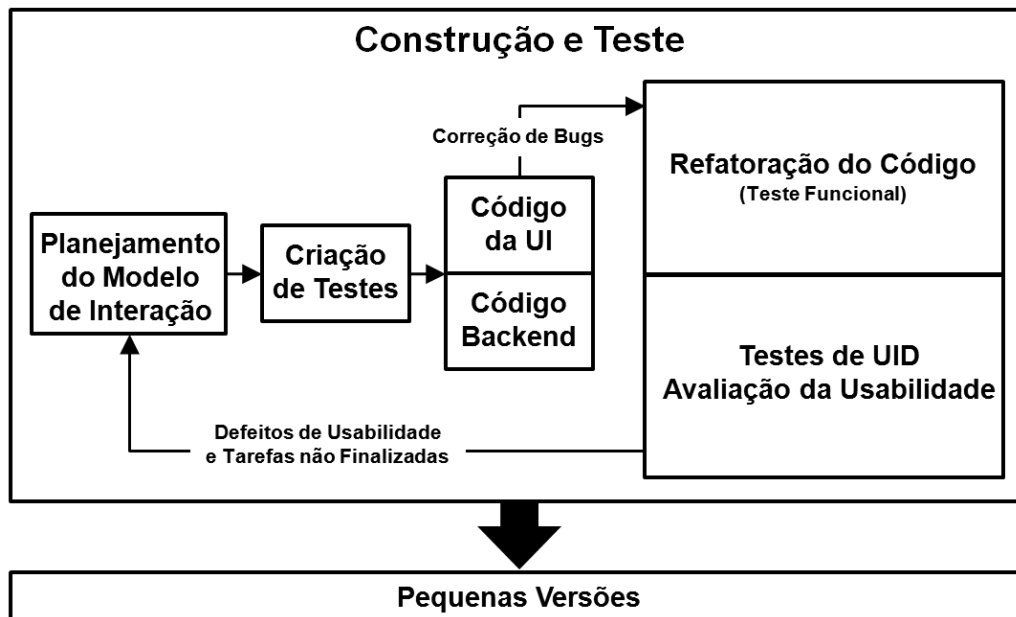 Construção e Teste
Correção de Bugs
Refatoração do Código
(Teste Funcional)
Planejamento
do Modelo
de Interação
Criação
de Testes
Código
da UI
Código
Backend
Testes de UID
Avaliação da Usabilidade
Defeitos de Usabilidade
e Tarefas não Finalizadas
Pequenas Versões